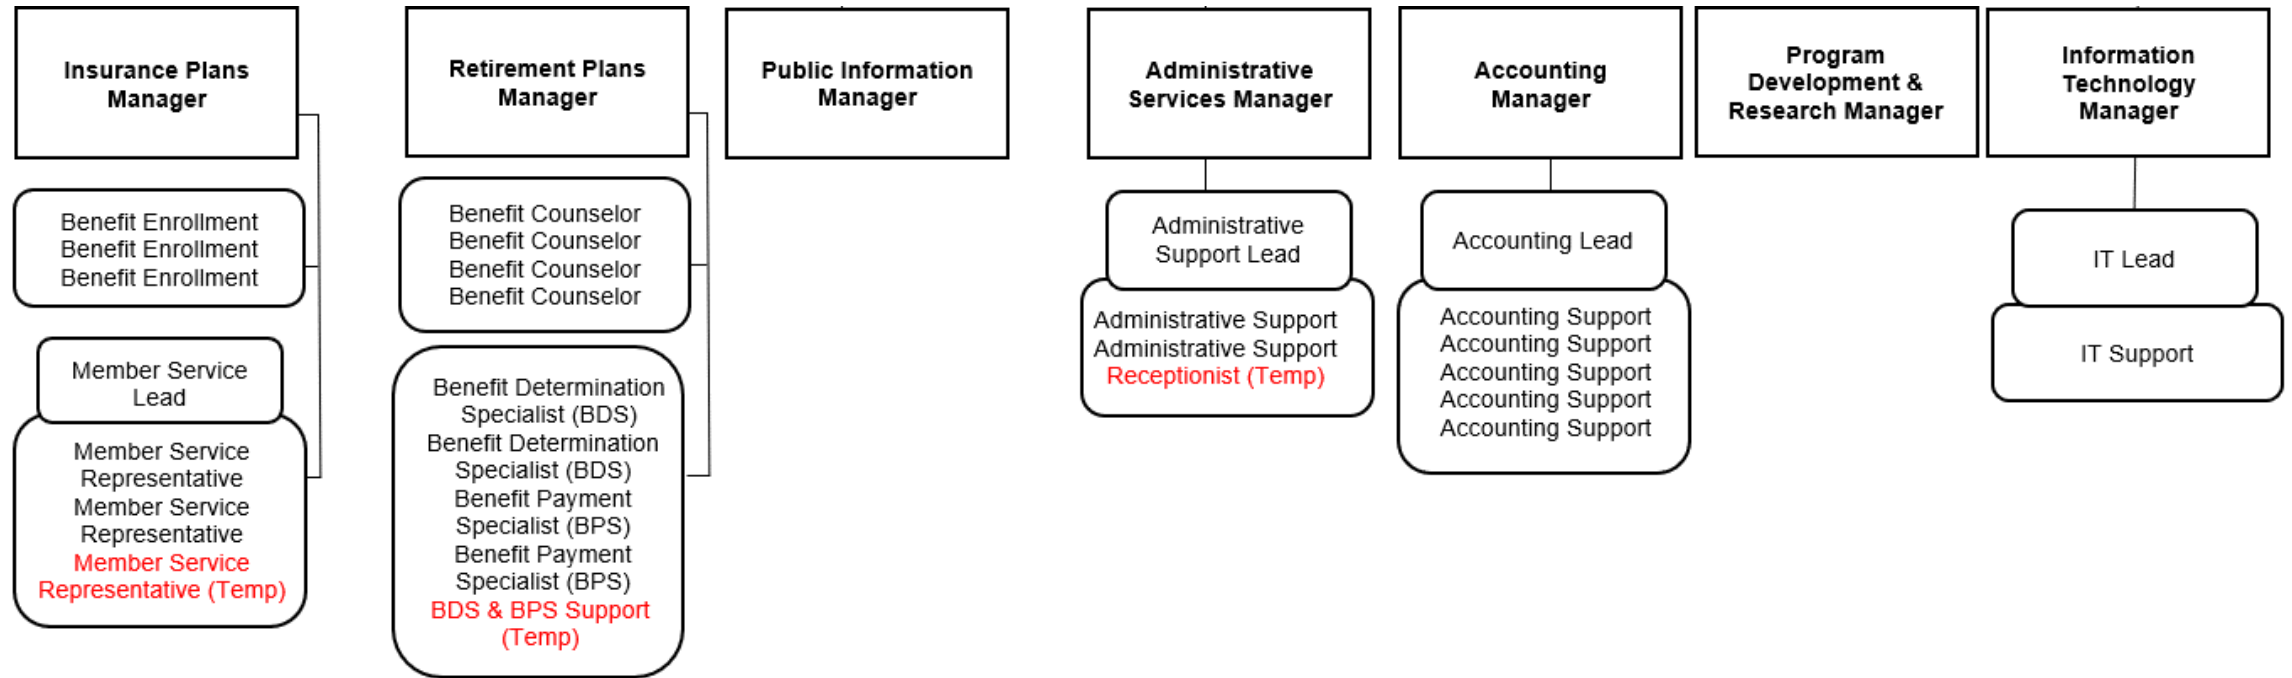 Insurance Plans
Manager
Benefit Enrollment
Benefit Enrollment
Benefit Enrollment
Member Service
Lead
Member Service
Representative
Member Service
Representative
Member Service
Representative (Temp)
Retirement Plans
Manager
Benefit Counselor
Benefit Counselor
Benefit Counselor
Benefit Counselor
Benefit Determination
Specialist (BDS)
Benefit Determination
Specialist (BDS)
Benefit Payment
Specialist (BPS)
Benefit Payment
Specialist (BPS)
BDS & BPS Support
(Temp)
Public Information
Manager
Administrative
Services Manager
Administrative
Support Lead
Administrative Support
Administrative Support
Receptionist (Temp)
Accounting
Manager
Accounting Lead
Accounting Support
Accounting Support
Accounting Support
Accounting Support
Accounting Support
Program
Development &
Research Manager
Information
Technology
Manager
IT Lead
IT Support